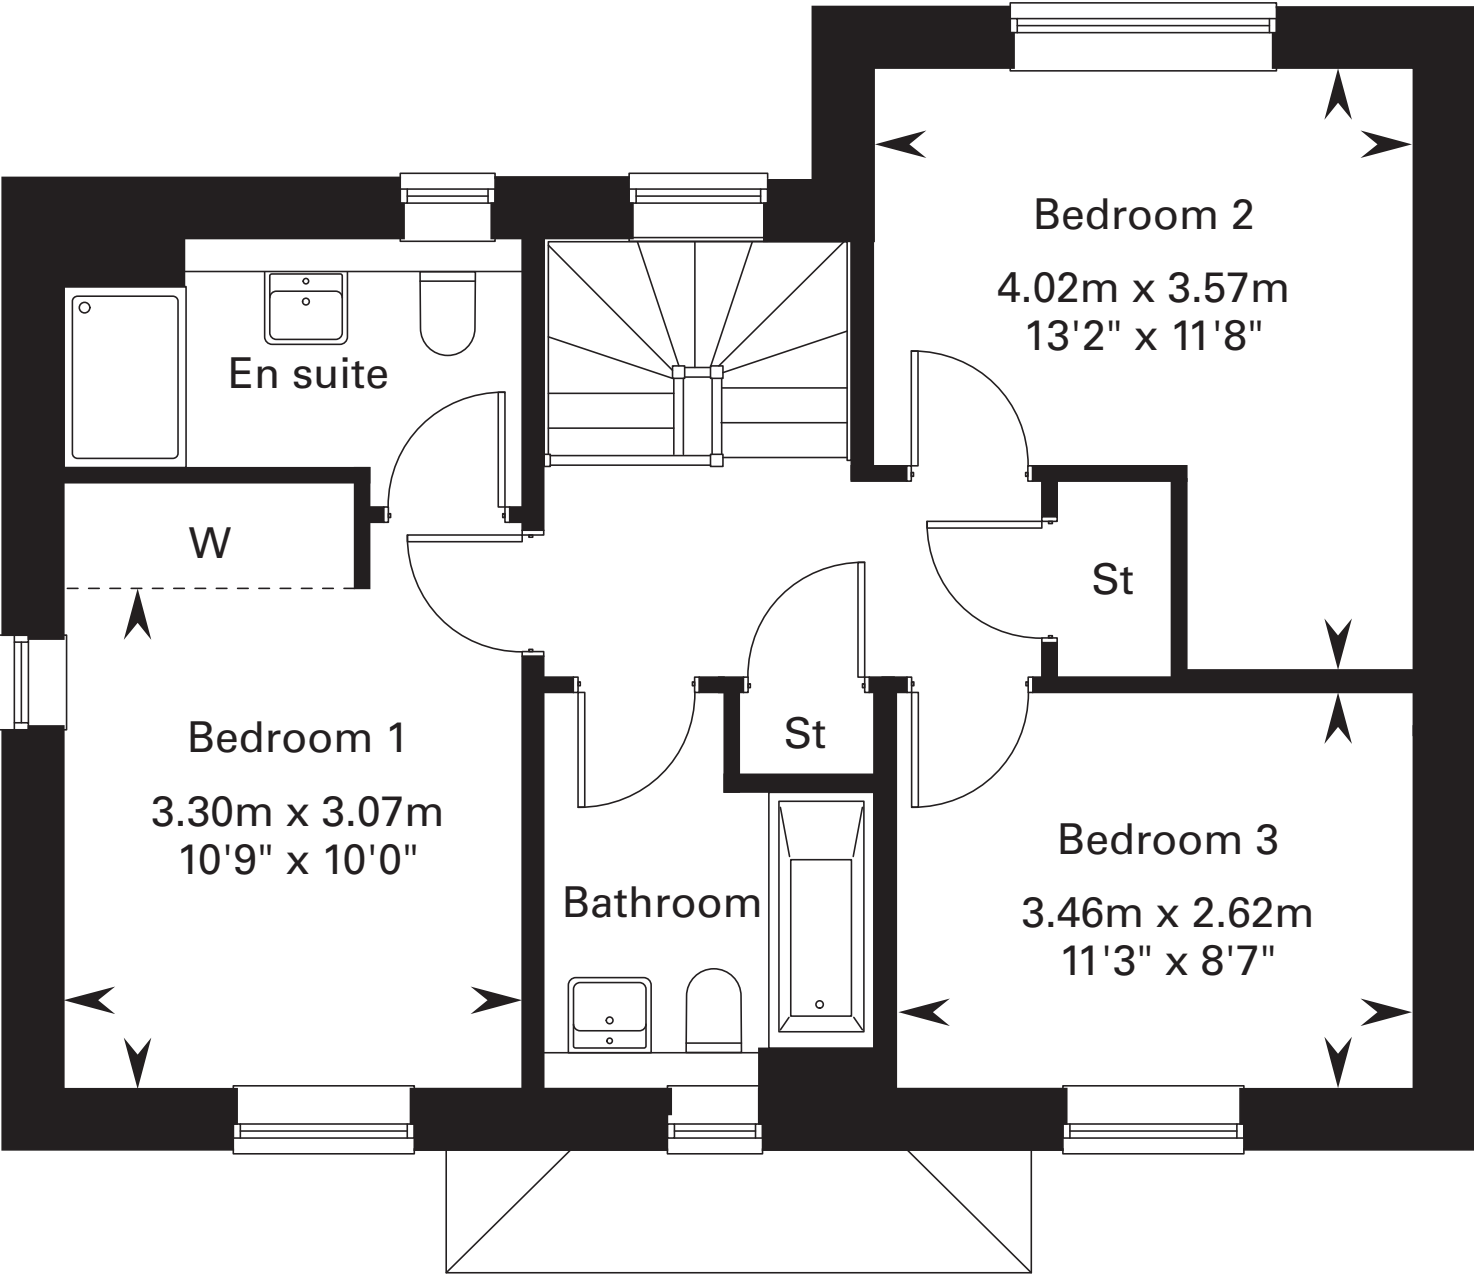 Bedroom 2
4.02m x 3.57m
13'2" x 11'8"
En suite
W
St
Bedroom 1
3.30m x 3.07m
10'9" x 10'0"
St
Bathroom
Bedroom 3
3.46m x 2.62m
11'3" x 8'7"